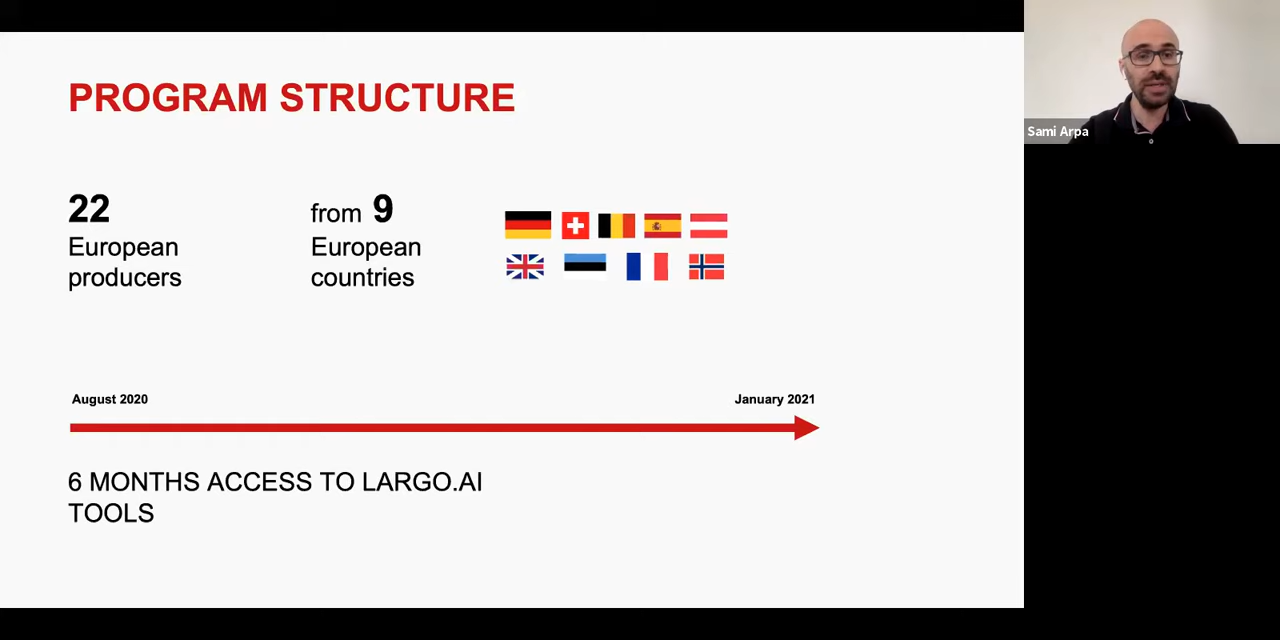 PROGRAM STRUCTURE
22
European
producers
from 9
European
countries
August 2020
January 2021
6 MONTHS ACCESS TO LARGO.AI
TOOLS
Sami Arpa